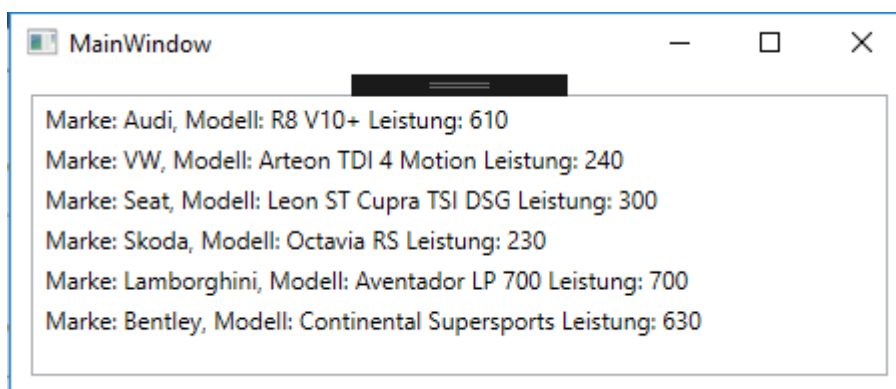 MainWindow
Marke: Audi, Modell: R8 V10+ Leistung: 610
Marke: VW, Modell: Arteon TDI 4 Motion Leistung: 240
Marke: Seat, Modell: Leon ST Cupra TSI DSG Leistung: 300
Marke: Skoda, Modell: Octavia RS Leistung: 230
Marke: Lamborghini, Modell: Aventador LP 700 Leistung: 700
Marke: Bentley, Modell: Continental Supersports Leistung: 630